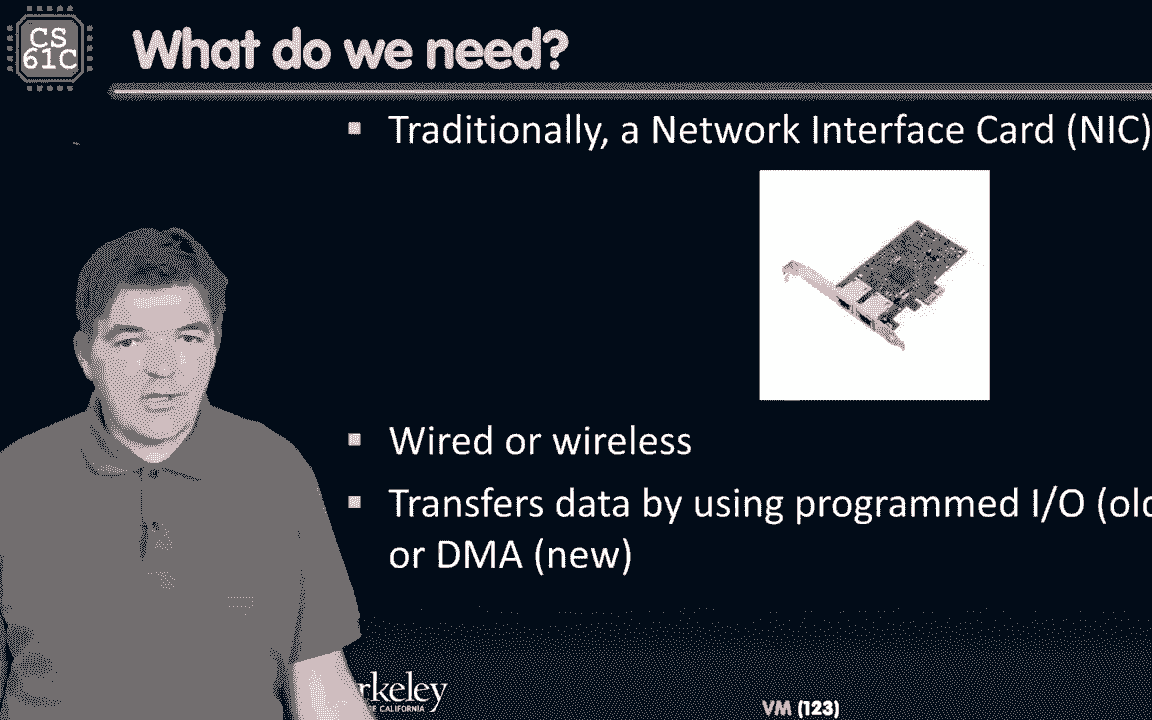 CS
61C
What do we need?
Traditionally, a Network Interface Card (NIC)
Wired or wireless
Transfers data by using programmed I/O (old
or DMA (new)
rkeley
E CALIFORNIA
VM (123)